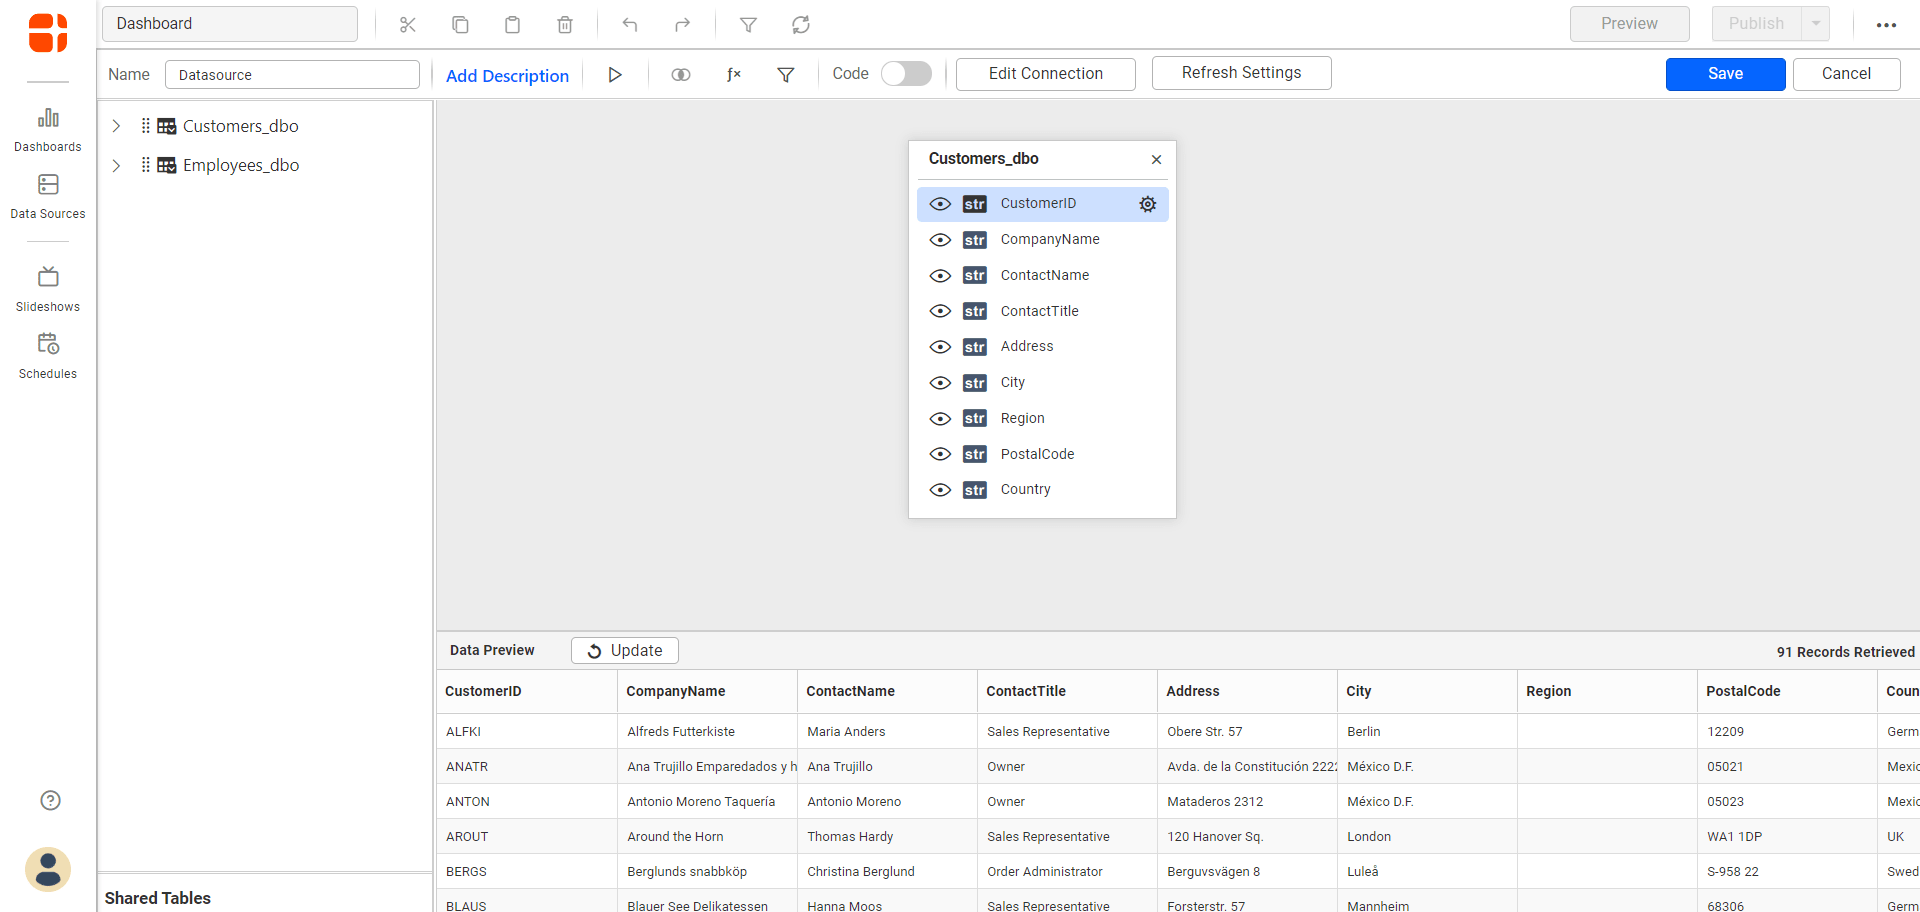 Dashboard
Preview
Publish
Name
Datasource
Add Description
Code
Edit Connection
Refresh Settings
Save
Cancel
Dashboards
Data Sources
Slideshows
Schedules
Customers_dbo
Employees_dbo
Shared Tables
Customers_dbo
str CustomerID
str CompanyName
str ContactName
str ContactTitle
str Address
str City
str Region
str PostalCode
str Country
Data Preview
Update
91 Records Retrieved
CustomerID CompanyName ContactName ContactTitle Address City Region PostalCode Coun
ALFKI Alfreds Futterkiste Maria Anders Sales Representative Obere Str. 57 Berlin 12209 Germ
ANATR Ana Trujillo Emparedados y h Ana Trujillo Owner Avda. de la Constitución 2222 México D.F. 05021 Mexic
ANTON Antonio Moreno Taquería Antonio Moreno Owner Mataderos 2312 México D.F. 05023 Mexic
AROUT Around the Horn Thomas Hardy Sales Representative 120 Hanover Sq. London WA1 1DP UK
BERGS Berglunds snabbköp Christina Berglund Order Administrator Berguvsvägen 8 Luleå S-958 22 Swed
BLAUS Blauer See Delikatessen Hanna Moos Sales Representative Forsterstr. 57 Mannheim 68306 Germ